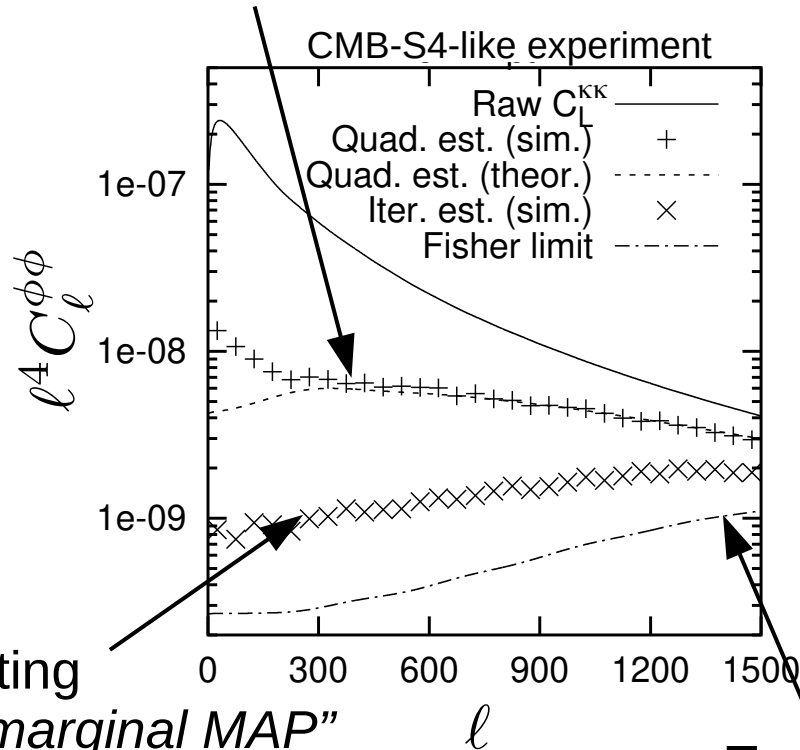 CMB-S4-like experiment
Raw C_L^κκ
Quad. est. (sim.)
Quad. est. (theor.)
Iter. est. (sim.)
Fisher limit
1e-07
1e-08
1e-09
ℓ⁴ C_ℓ^ϕϕ
0 300 600 900 1200 1500
ting
marginal MAP”
ℓ